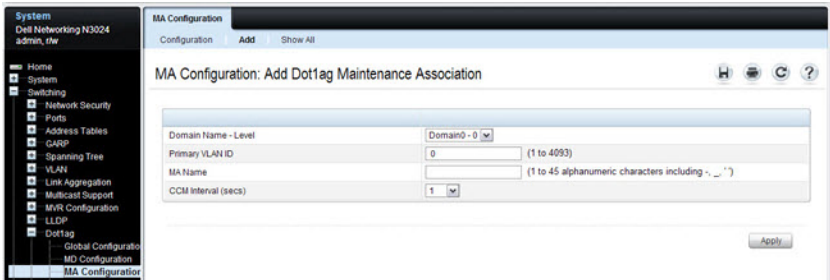 System
Dell Networking N3024
admin, r/w
Home
System
Switching
Network Security
Ports
Address Tables
GARP
Spanning Tree
VLAN
Link Aggregation
Multicast Support
MVR Configuration
LLDP
Dot1ag
Global Configuratio
MD Configuration
MA Configuration
MA Configuration
Configuration Add Show All
MA Configuration: Add Dot1ag Maintenance Association
?
Domain Name - Level Domain0 - 0
Primary VLAN ID 0 (1 to 4093)
MA Name (1 to 45 alphanumeric characters including -, _, ' ')
CCM Interval (secs) 1
Apply